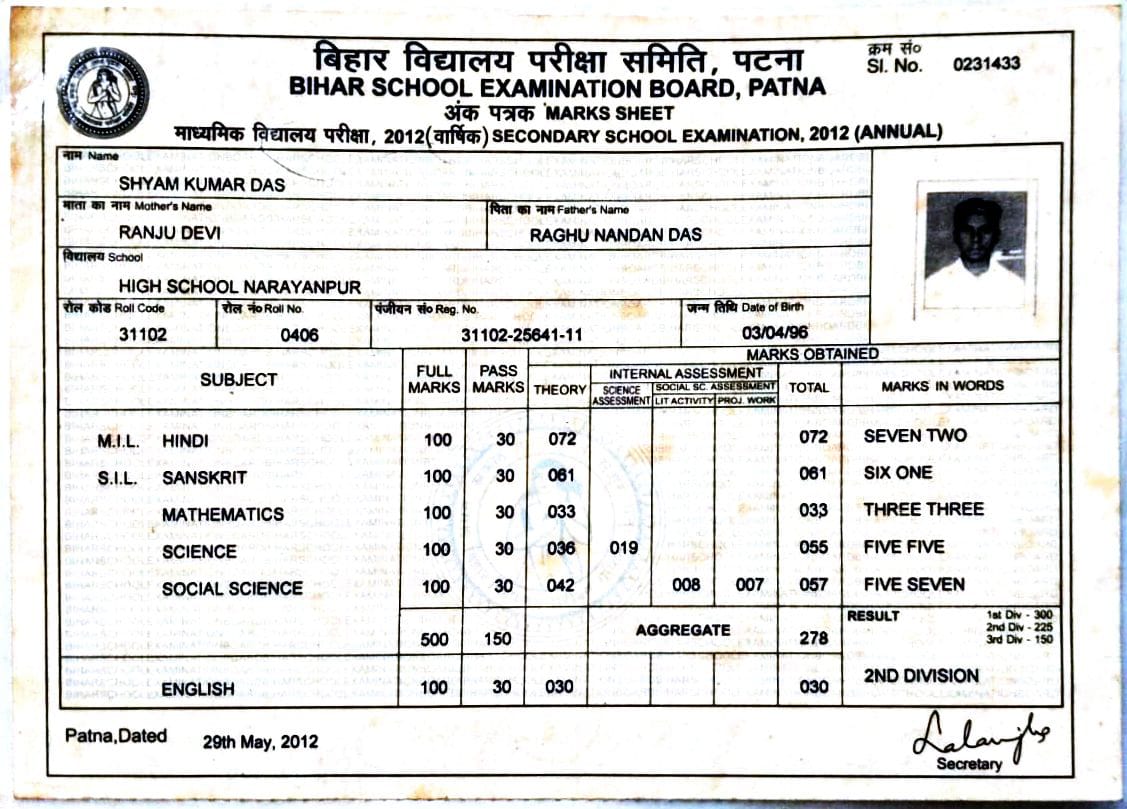 बिहार विद्यालय परीक्षा समिति, पटना
क्रम सं०
Sl. No. 0231433
BIHAR SCHOOL EXAMINATION BOARD, PATNA
अंक पत्रक MARKS SHEET
माध्यमिक विद्यालय परीक्षा, 2012(वार्षिक) SECONDARY SCHOOL EXAMINATION, 2012 (ANNUAL)
नाम Name
SHYAM KUMAR DAS
माता का नाम Mother's Name पिता का नाम Father's Name
RANJU DEVI RAGHU NANDAN DAS
विद्यालय School
HIGH SCHOOL NARAYANPUR
रोल कोड Roll Code रोल नं० Roll No. पंजीयन सं० Reg. No. जन्म तिथि Date of Birth
31102 0406 31102-25641-11 03/04/96
MARKS OBTAINED
SUBJECT FULL MARKS PASS MARKS THEORY INTERNAL ASSESSMENT TOTAL MARKS IN WORDS
SCIENCE ASSESSMENT SOCIAL SC. ASSESSMENT
LIT ACTIVITY PROJ. WORK
M.I.L. HINDI 100 30 072 072 SEVEN TWO
S.I.L. SANSKRIT 100 30 061 061 SIX ONE
MATHEMATICS 100 30 033 033 THREE THREE
SCIENCE 100 30 036 019 055 FIVE FIVE
SOCIAL SCIENCE 100 30 042 008 007 057 FIVE SEVEN
500 150 AGGREGATE 278
RESULT 1st Div - 300
2nd Div - 225
3rd Div - 150
ENGLISH 100 30 030 030 2ND DIVISION
Patna,Dated 29th May, 2012
Secretary